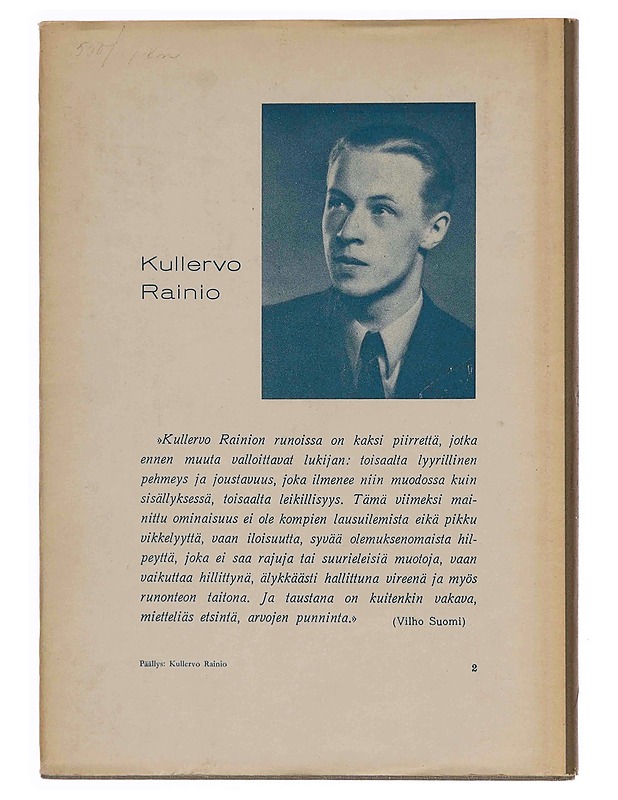 Kullervo
Rainio
»Kullervo Rainion runoissa on kaksi piirrettä, jotka
ennen muuta valloittavat lukijan: toisaalta lyyrillinen
pehmeys ja joustavuus, joka ilmenee niin muodossa kuin
sisällyksessä, toisaalta leikillisyys. Tämä viimeksi mai-
nittu ominaisuus ei ole kompien lausuilemista eikä pikku
vikkelyyttä, vaan iloisuutta, syvää olemuksenomaista hil-
peyttä, joka ei saa rajuja tai suurieleisiä muotoja, vaan
vaikuttaa hillittynä, älykkäästi hallittuna vireenä ja myös
runonteon taitona. Ja taustana on kuitenkin vakava,
mietteliäs etsintä, arvojen punninta.» (Vilho Suomi)
Päällys: Kullervo Rainio 2